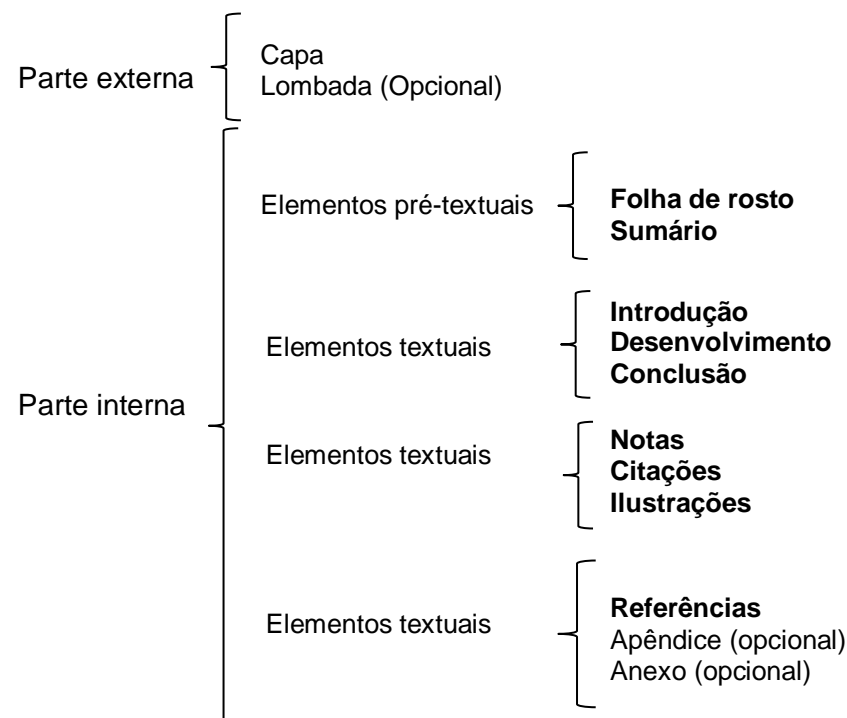 Parte externa
Capa
Lombada (Opcional)
Parte interna
Elementos pré-textuais
Folha de rosto
Sumário
Elementos textuais
Introdução
Desenvolvimento
Conclusão
Elementos textuais
Notas
Citações
Ilustrações
Elementos textuais
Referências
Apêndice (opcional)
Anexo (opcional)